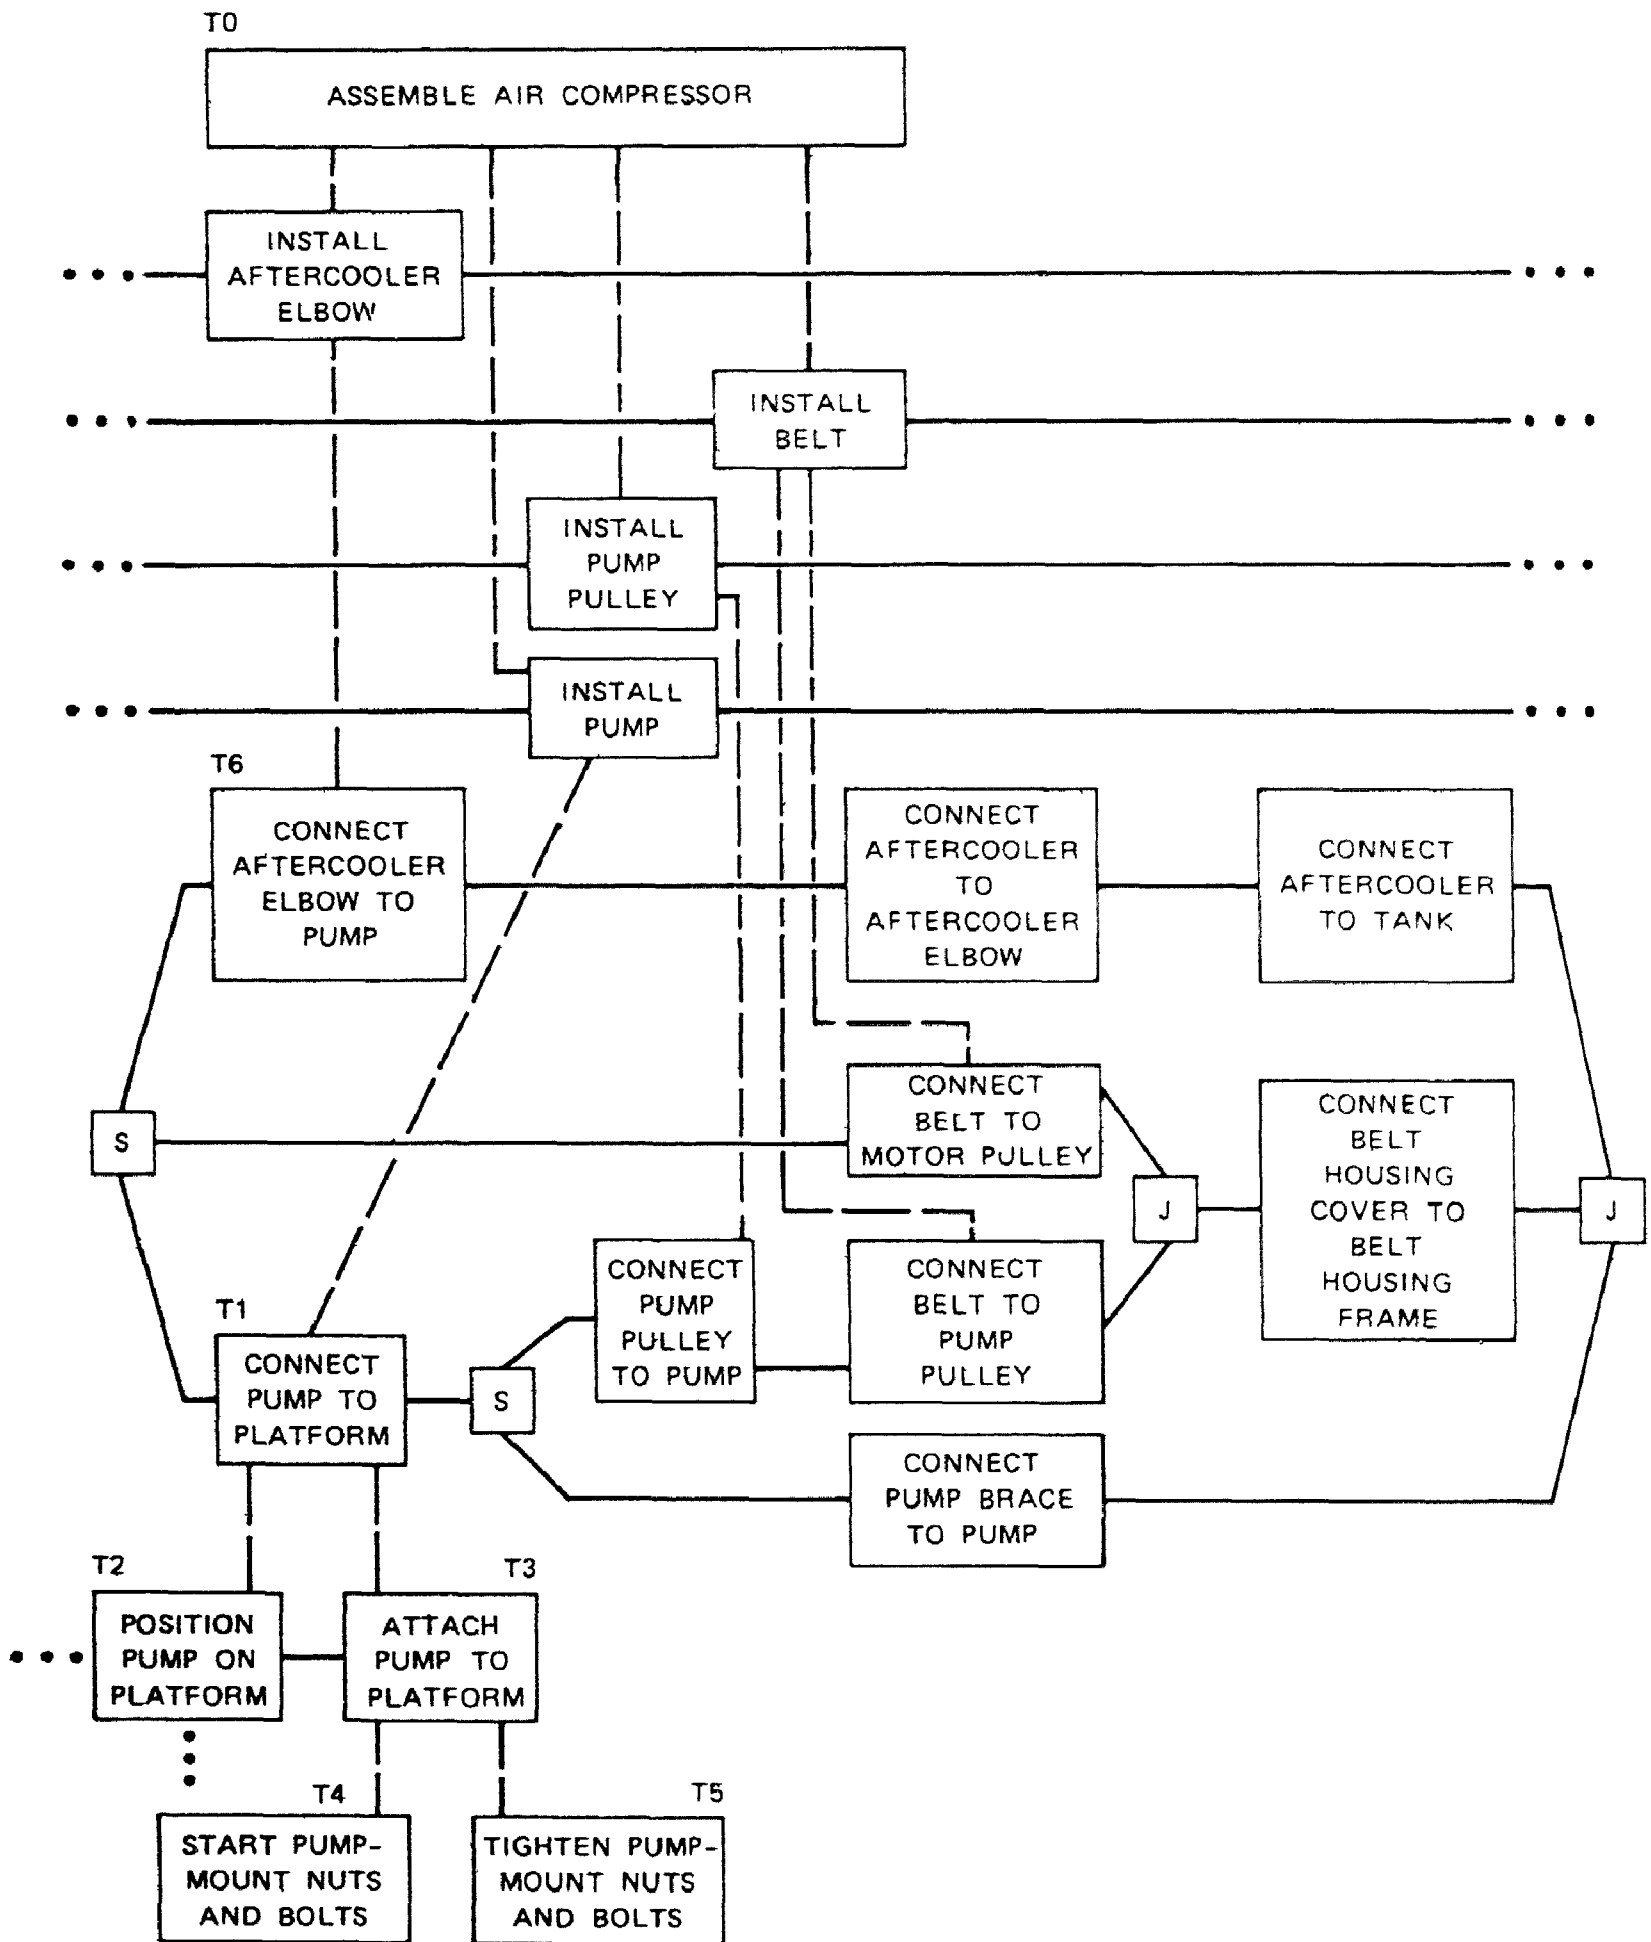 T0
ASSEMBLE AIR COMPRESSOR
INSTALL
AFTERCOOLER
ELBOW
INSTALL
BELT
INSTALL
PUMP
PULLEY
INSTALL
PUMP
T6
CONNECT
AFTERCOOLER
ELBOW TO
PUMP
CONNECT
AFTERCOOLER
TO
AFTERCOOLER
ELBOW
CONNECT
AFTERCOOLER
TO TANK
S
CONNECT
BELT TO
MOTOR PULLEY
J
CONNECT
BELT
HOUSING
COVER TO
BELT
HOUSING
FRAME
J
T1
CONNECT
PUMP TO
PLATFORM
S
CONNECT
PUMP
PULLEY
TO PUMP
CONNECT
BELT TO
PUMP
PULLEY
CONNECT
PUMP BRACE
TO PUMP
T2
POSITION
PUMP ON
PLATFORM
T3
ATTACH
PUMP TO
PLATFORM
T4
START PUMP-
MOUNT NUTS
AND BOLTS
T5
TIGHTEN PUMP-
MOUNT NUTS
AND BOLTS